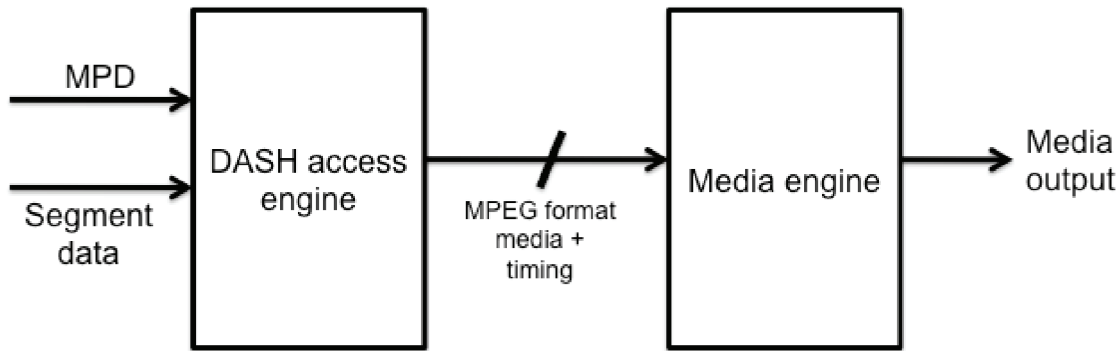 MPD
Segment
data
DASH access
engine
MPEG format
media +
timing
Media engine
Media
output